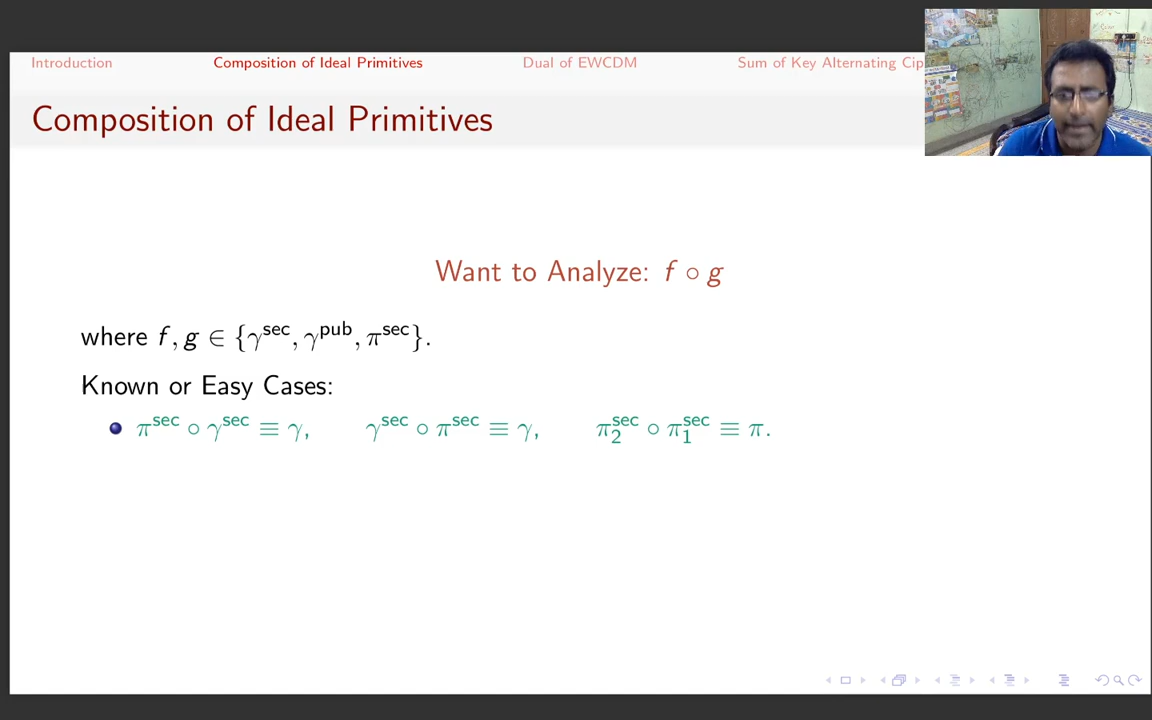 Introduction Composition of Ideal Primitives Dual of EWCDM Sum of Key Alternating Cip
Composition of Ideal Primitives
Want to Analyze: f ∘ g
where f, g ∈ {γ^sec, γ^pub, π^sec}.
Known or Easy Cases:
• π^sec ∘ γ^sec ≡ γ, γ^sec ∘ π^sec ≡ γ, π_2^sec ∘ π_1^sec ≡ π.